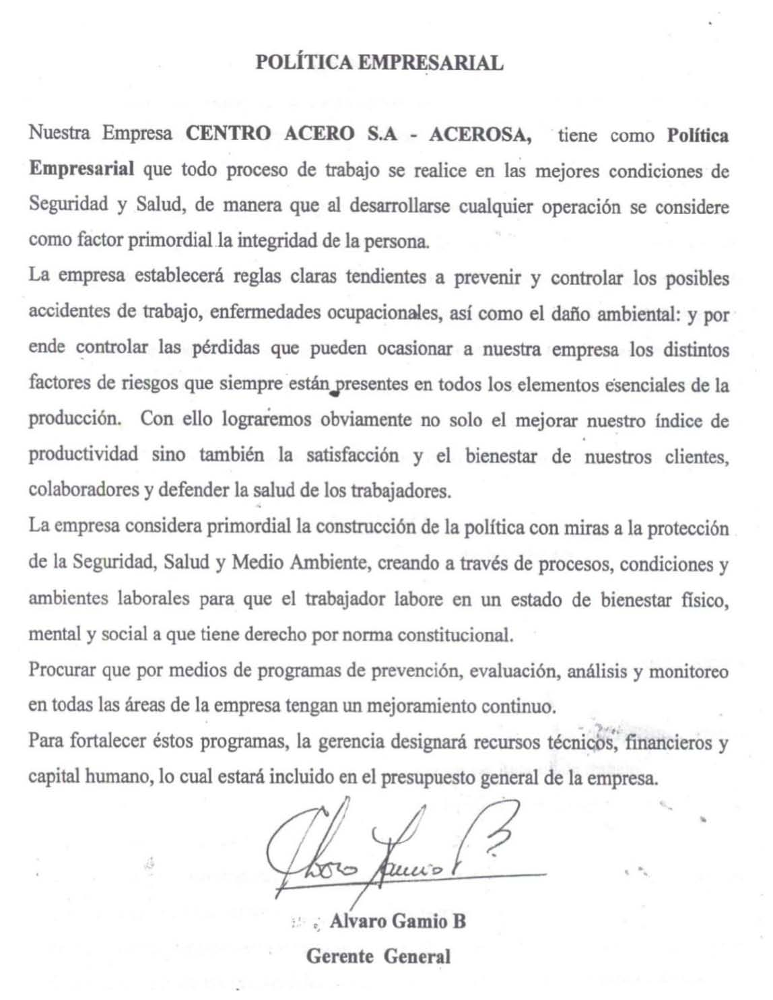 POLÍTICA EMPRESARIAL
Nuestra Empresa CENTRO ACERO S.A - ACEROSA, tiene como Política
Empresarial que todo proceso de trabajo se realice en las mejores condiciones de
Seguridad y Salud, de manera que al desarrollarse cualquier operación se considere
como factor primordial la integridad de la persona.
La empresa establecerá reglas claras tendientes a prevenir y controlar los posibles
accidentes de trabajo, enfermedades ocupacionales, así como el daño ambiental: y por
ende controlar las pérdidas que pueden ocasionar a nuestra empresa los distintos
factores de riesgos que siempre están presentes en todos los elementos esenciales de la
producción. Con ello lograremos obviamente no solo el mejorar nuestro índice de
productividad sino también la satisfacción y el bienestar de nuestros clientes,
colaboradores y defender la salud de los trabajadores.
La empresa considera primordial la construcción de la política con miras a la protección
de la Seguridad, Salud y Medio Ambiente, creando a través de procesos, condiciones y
ambientes laborales para que el trabajador labore en un estado de bienestar físico,
mental y social a que tiene derecho por norma constitucional.
Procurar que por medios de programas de prevención, evaluación, análisis y monitoreo
en todas las áreas de la empresa tengan un mejoramiento continuo.
Para fortalecer éstos programas, la gerencia designará recursos técnicos, financieros y
capital humano, lo cual estará incluido en el presupuesto general de la empresa.
Alvaro Gamio B
Gerente General